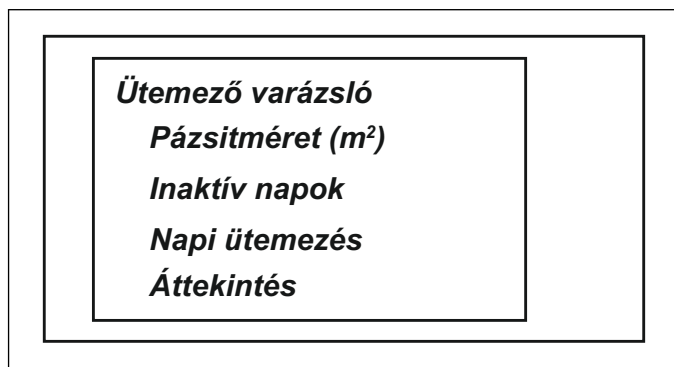 Ütemező varázsló
Pázsitméret (m²)
Inaktív napok
Napi ütemezés
Áttekintés